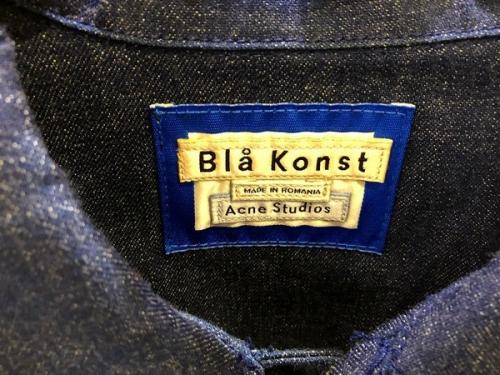 Blå Konst
MADE IN ROMANIA
Acne Studios